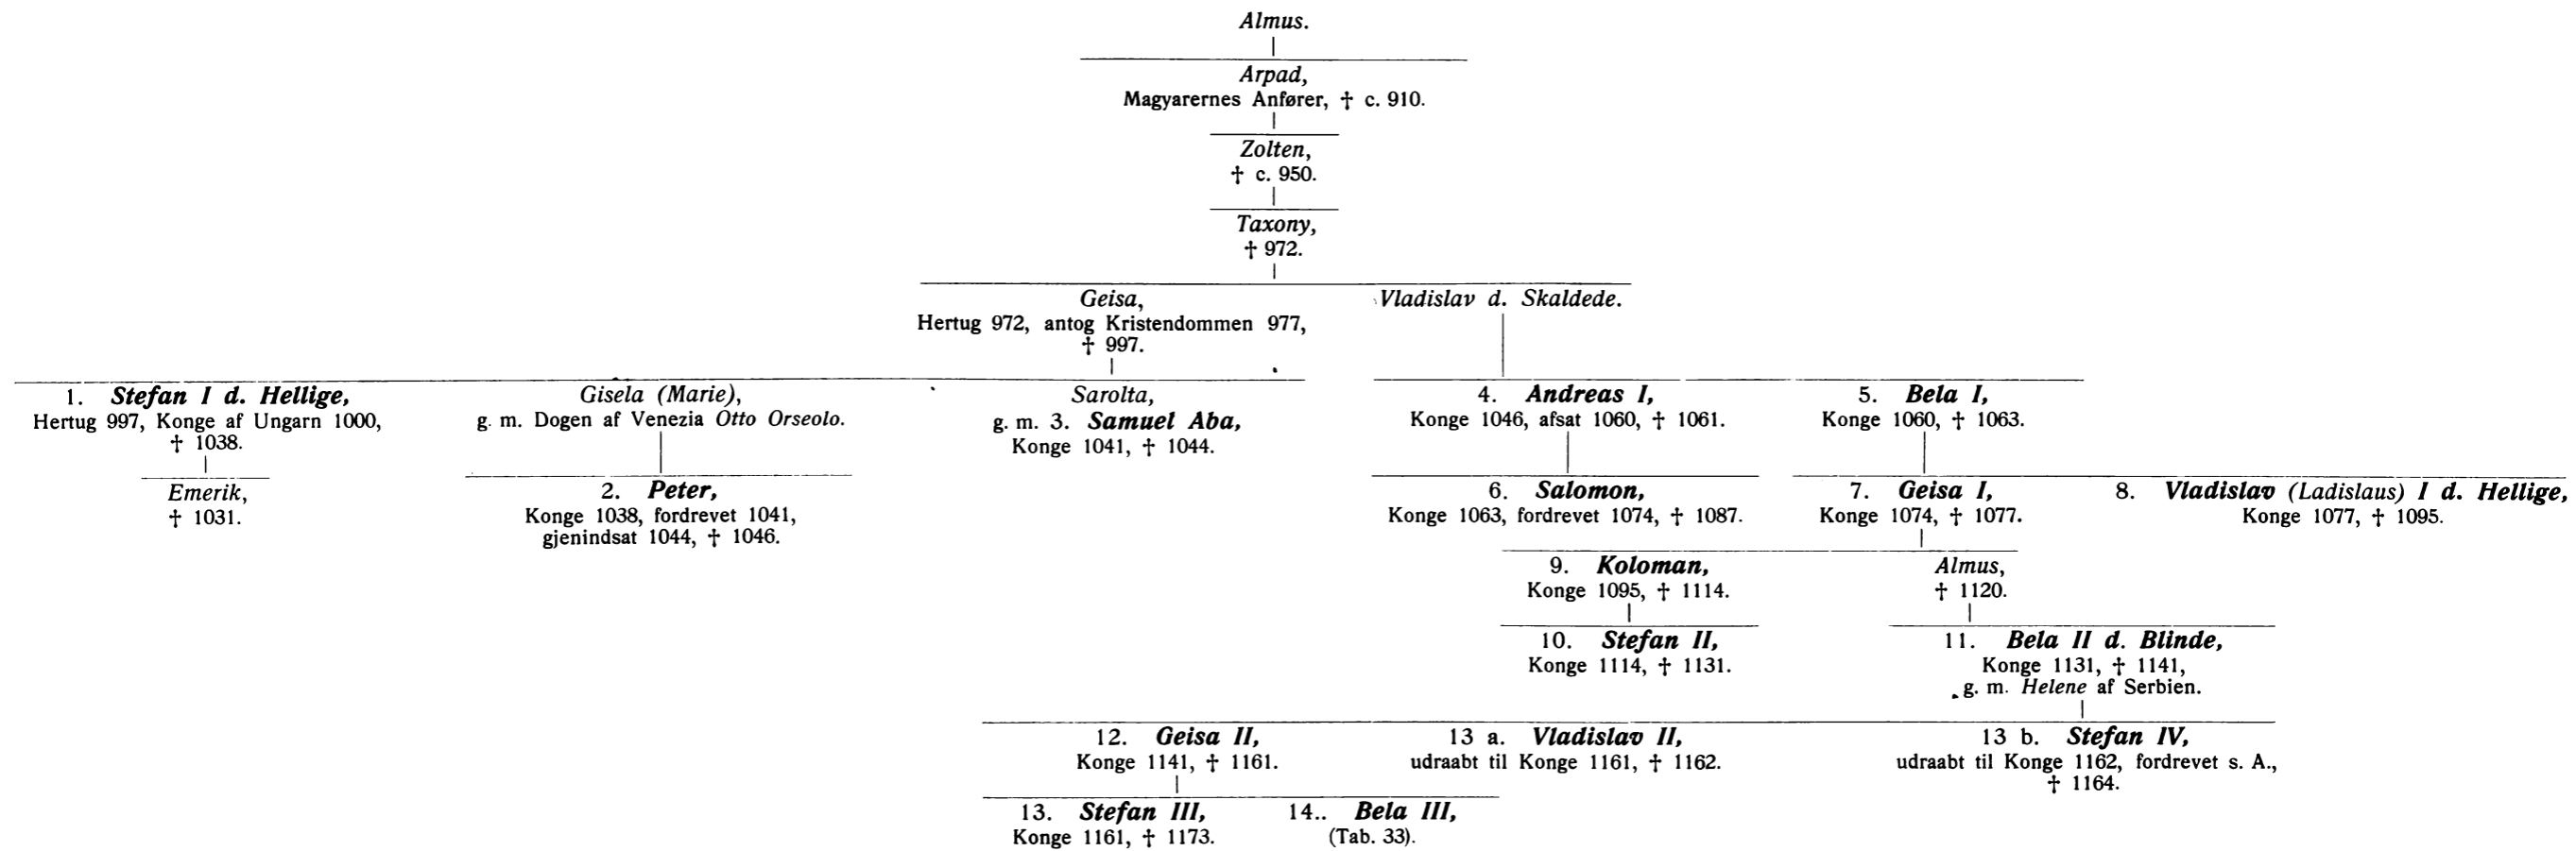 Almus.
Arpad,
Magyarernes Anfører, † c. 910.
Zolten,
† c. 950.
Taxony,
† 972.
Geisa,
Hertug 972, antog Kristendommen 977,
† 997.
Vladislav d. Skaldede.
1. Stefan I d. Hellige,
Hertug 997, Konge af Ungarn 1000,
† 1038.
Gisela (Marie),
g. m. Dogen af Venezia Otto Orseolo.
Sarolta,
g. m. 3. Samuel Aba,
Konge 1041, † 1044.
4. Andreas I,
Konge 1046, afsat 1060, † 1061.
5. Bela I,
Konge 1060, † 1063.
Emerik,
† 1031.
2. Peter,
Konge 1038, fordrevet 1041,
gjenindsat 1044, † 1046.
6. Salomon,
Konge 1063, fordrevet 1074, † 1087.
7. Geisa I,
Konge 1074, † 1077.
8. Vladislav (Ladislaus) I d. Hellige,
Konge 1077, † 1095.
9. Koloman,
Konge 1095, † 1114.
Almus,
† 1120.
10. Stefan II,
Konge 1114, † 1131.
11. Bela II d. Blinde,
Konge 1131, † 1141,
g. m. Helene af Serbien.
12. Geisa II,
Konge 1141, † 1161.
13 a. Vladislav II,
udraabt til Konge 1161, † 1162.
13 b. Stefan IV,
udraabt til Konge 1162, fordrevet s. A.,
† 1164.
13. Stefan III,
Konge 1161, † 1173.
14.. Bela III,
(Tab. 33).